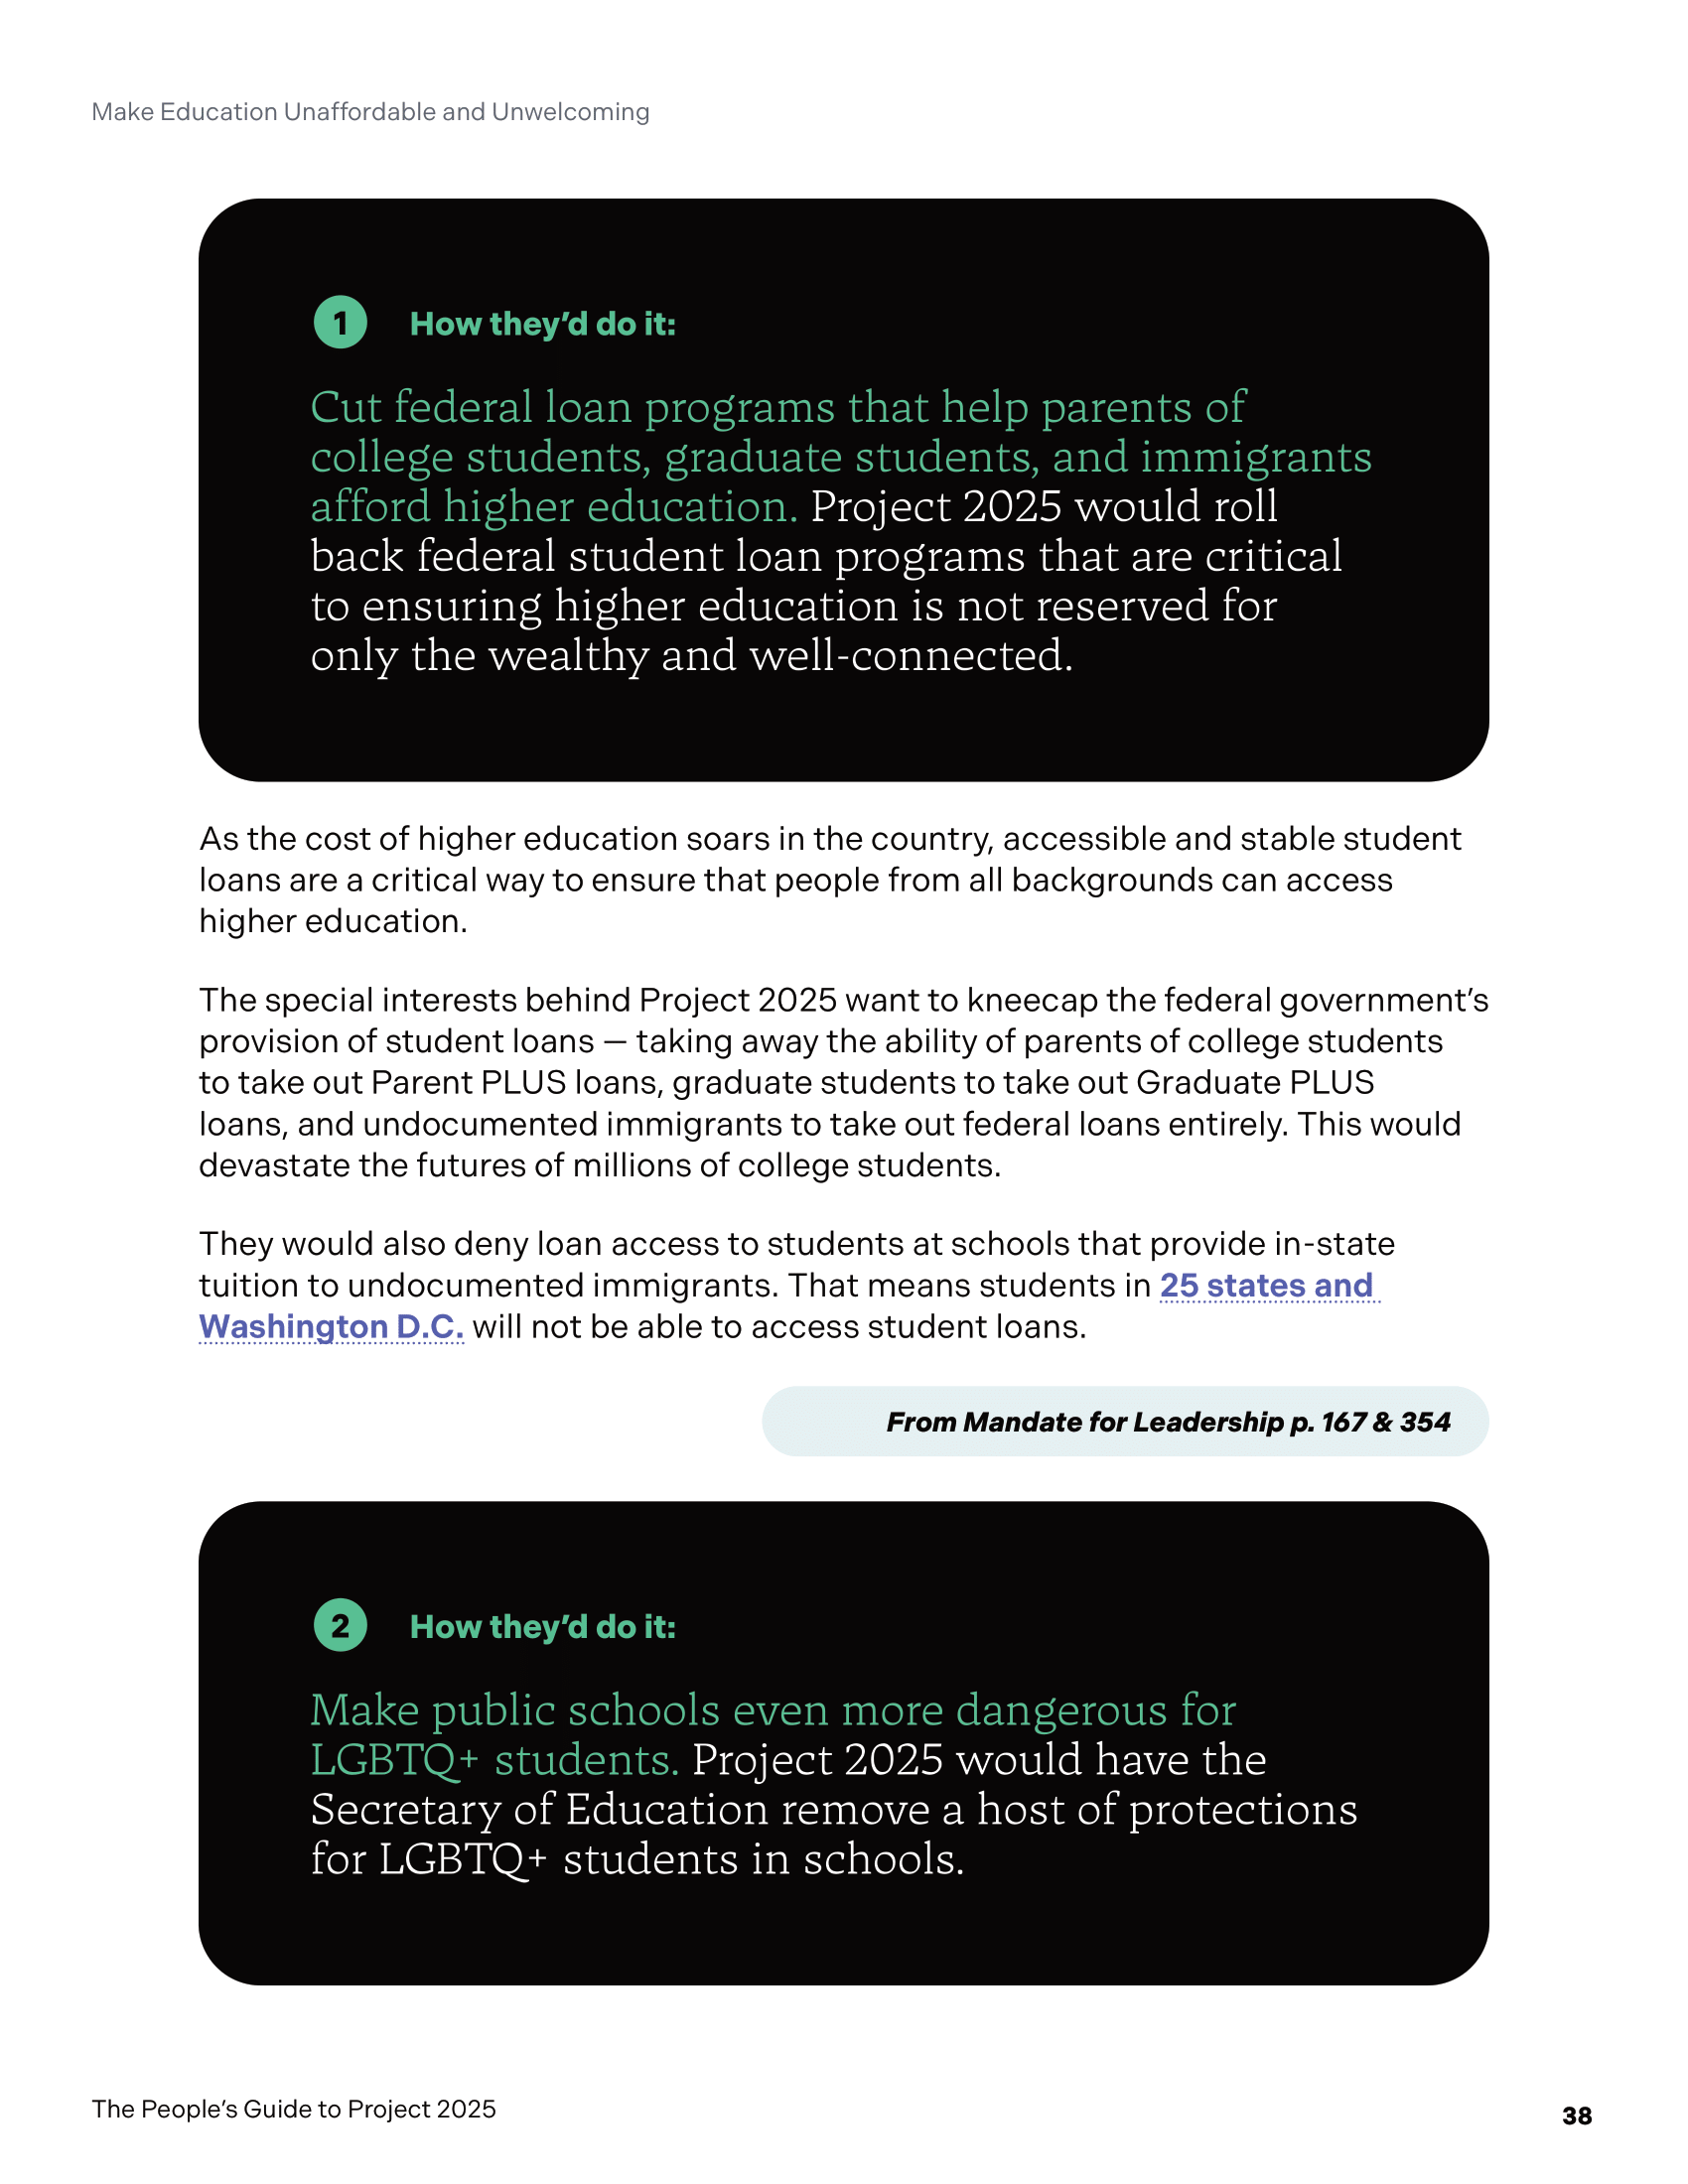 Make Education Unaffordable and Unwelcoming
1 How they’d do it:
Cut federal loan programs that help parents of
college students, graduate students, and immigrants
afford higher education. Project 2025 would roll
back federal student loan programs that are critical
to ensuring higher education is not reserved for
only the wealthy and well-connected.
As the cost of higher education soars in the country, accessible and stable student
loans are a critical way to ensure that people from all backgrounds can access
higher education.
The special interests behind Project 2025 want to kneecap the federal government’s
provision of student loans — taking away the ability of parents of college students
to take out Parent PLUS loans, graduate students to take out Graduate PLUS
loans, and undocumented immigrants to take out federal loans entirely. This would
devastate the futures of millions of college students.
They would also deny loan access to students at schools that provide in-state
tuition to undocumented immigrants. That means students in 25 states and
Washington D.C. will not be able to access student loans.
From Mandate for Leadership p. 167 & 354
2 How they’d do it:
Make public schools even more dangerous for
LGBTQ+ students. Project 2025 would have the
Secretary of Education remove a host of protections
for LGBTQ+ students in schools.
The People’s Guide to Project 2025
38